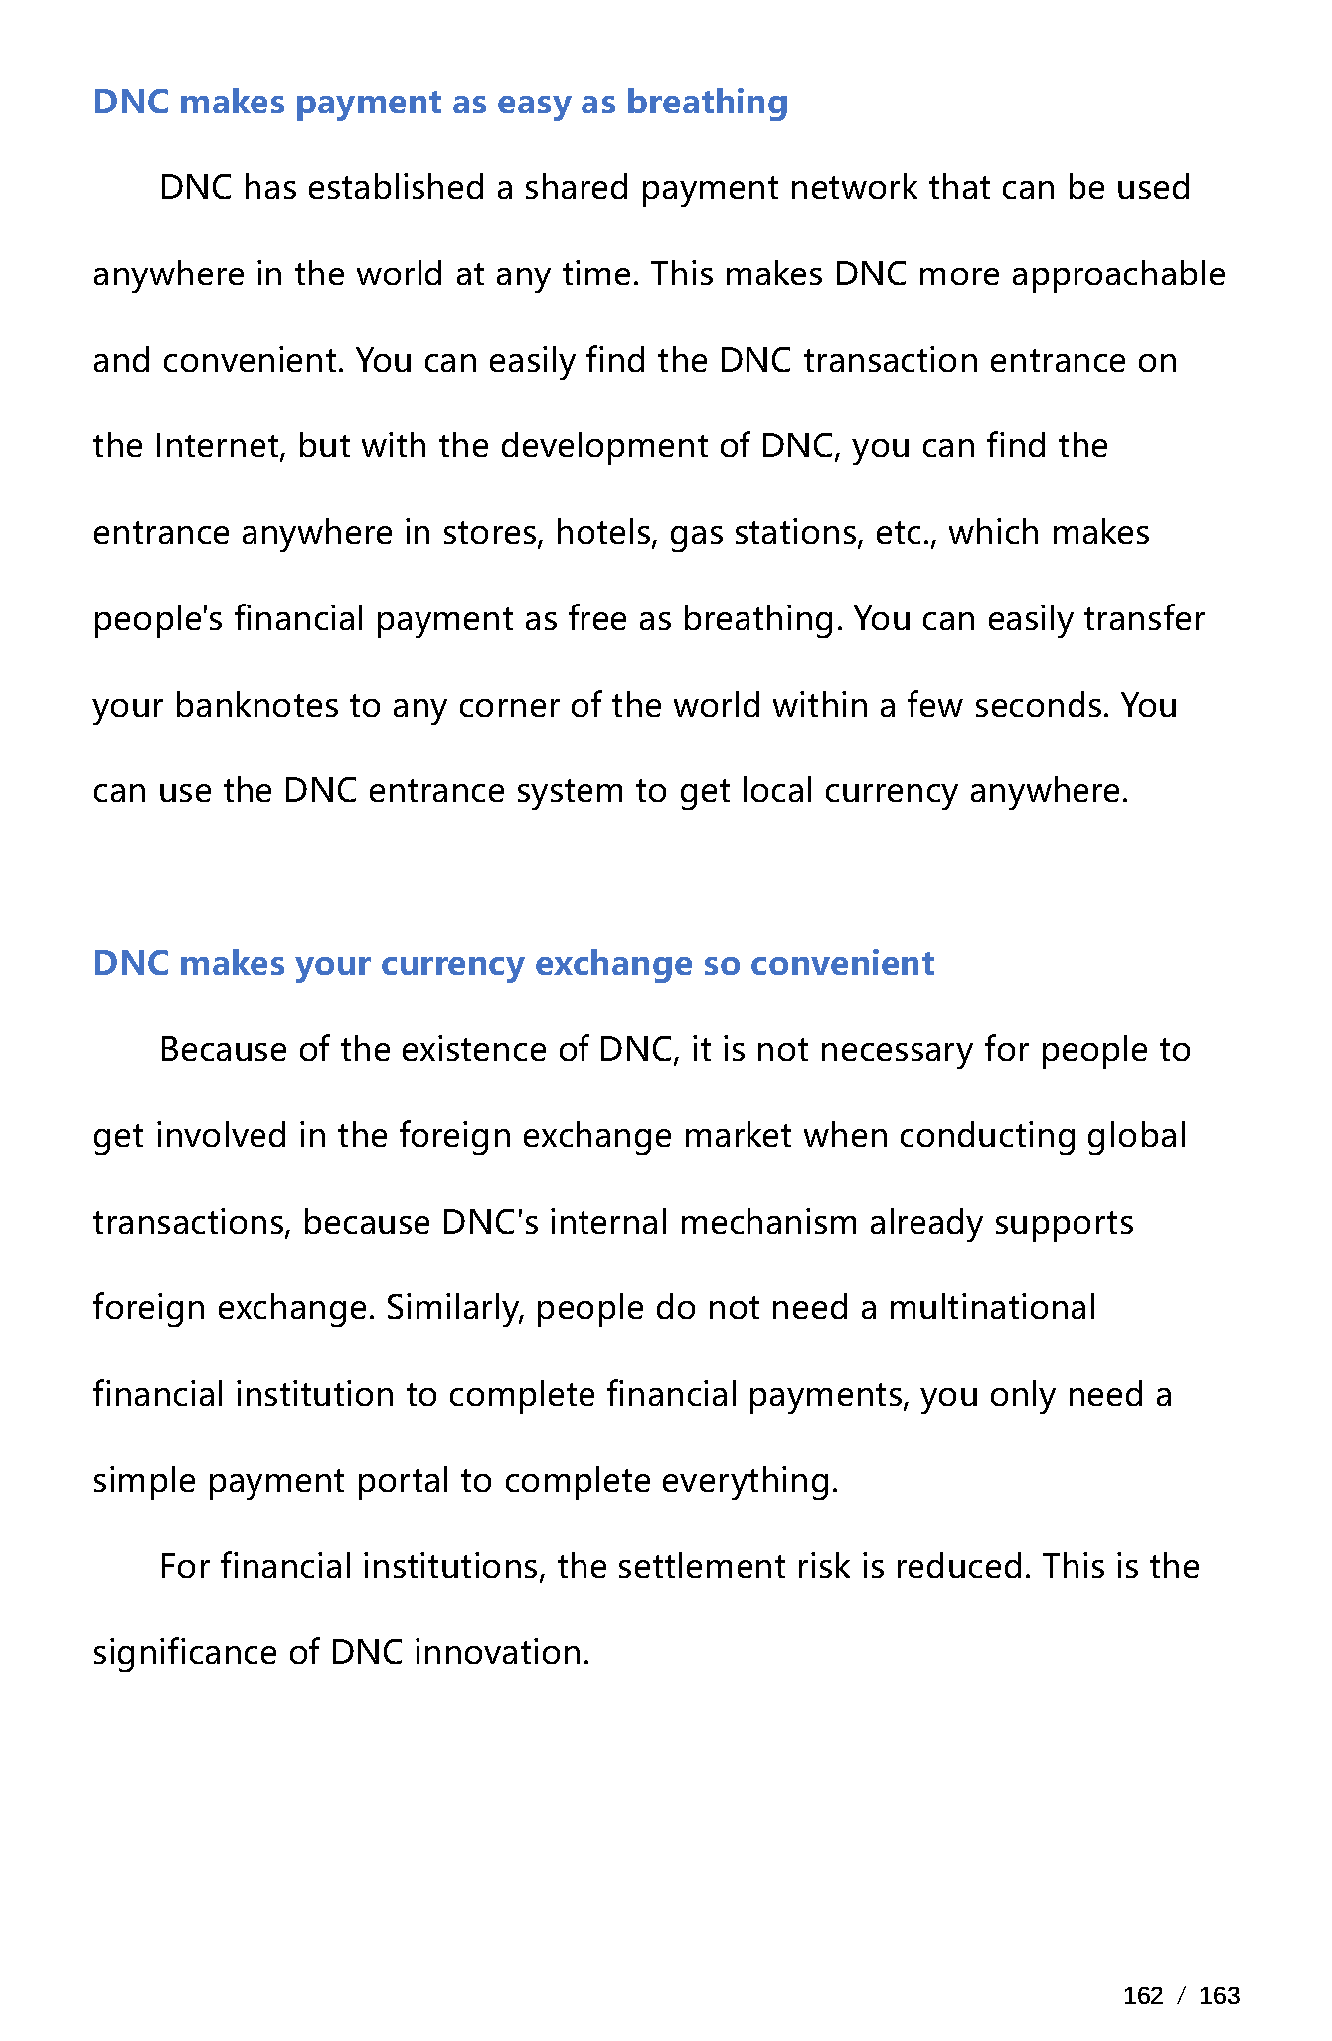 DNC makes payment as easy as breathing
DNC has established a shared payment network that can be used
anywhere in the world at any time. This makes DNC more approachable
and convenient. You can easily find the DNC transaction entrance on
the Internet, but with the development of DNC, you can find the
entrance anywhere in stores, hotels, gas stations, etc., which makes
people's financial payment as free as breathing. You can easily transfer
your banknotes to any corner of the world within a few seconds. You
can use the DNC entrance system to get local currency anywhere.
DNC makes your currency exchange so convenient
Because of the existence of DNC, it is not necessary for people to
get involved in the foreign exchange market when conducting global
transactions, because DNC's internal mechanism already supports
foreign exchange. Similarly, people do not need a multinational
financial institution to complete financial payments, you only need a
simple payment portal to complete everything.
For financial institutions, the settlement risk is reduced. This is the
significance of DNC innovation.
162 / 163